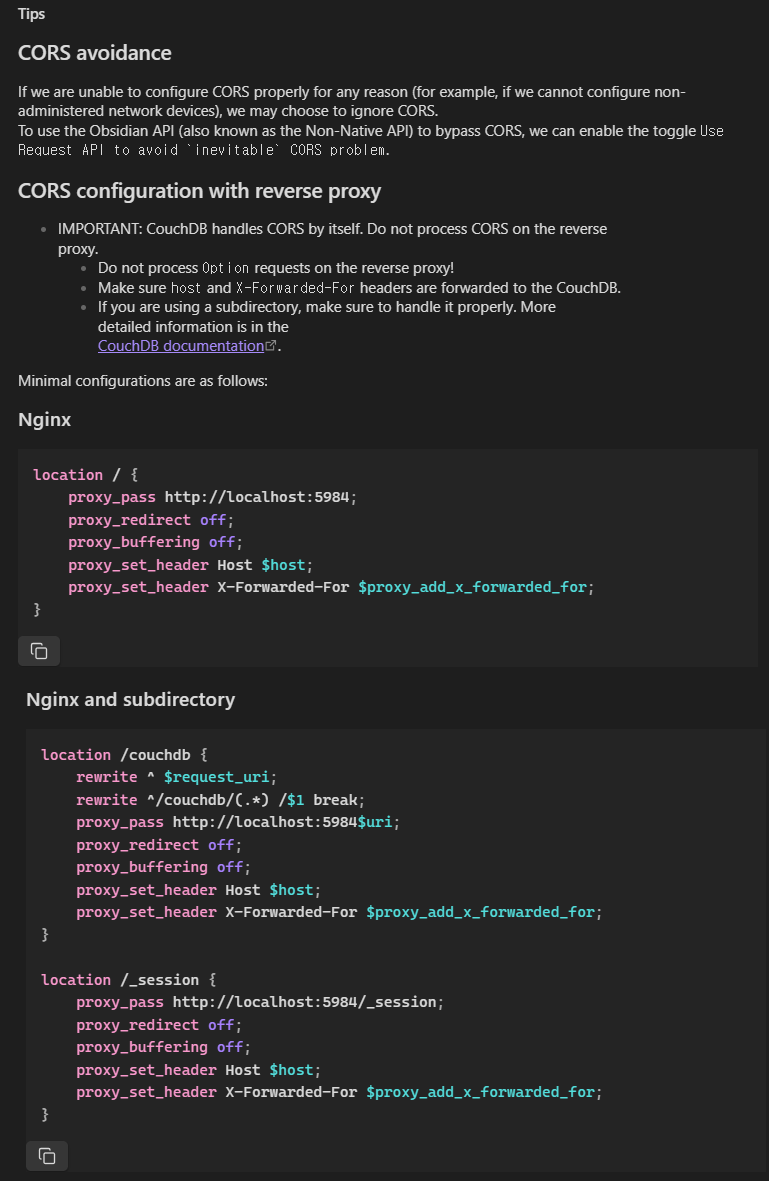 Tips
CORS avoidance
If we are unable to configure CORS properly for any reason (for example, if we cannot configure non-
administered network devices), we may choose to ignore CORS.
To use the Obsidian API (also known as the Non-Native API) to bypass CORS, we can enable the toggle Use
Request API to avoid `inevitable` CORS problem.
CORS configuration with reverse proxy
IMPORTANT: CouchDB handles CORS by itself. Do not process CORS on the reverse
proxy.
Do not process Option requests on the reverse proxy!
Make sure host and X-Forwarded-For headers are forwarded to the CouchDB.
If you are using a subdirectory, make sure to handle it properly. More
detailed information is in the
CouchDB documentation.
Minimal configurations are as follows:
Nginx
location / {
    proxy_pass http://localhost:5984;
    proxy_redirect off;
    proxy_buffering off;
    proxy_set_header Host $host;
    proxy_set_header X-Forwarded-For $proxy_add_x_forwarded_for;
}
Nginx and subdirectory
location /couchdb {
    rewrite ^ $request_uri;
    rewrite ^/couchdb/(.*) /$1 break;
    proxy_pass http://localhost:5984$uri;
    proxy_redirect off;
    proxy_buffering off;
    proxy_set_header Host $host;
    proxy_set_header X-Forwarded-For $proxy_add_x_forwarded_for;
}
location /_session {
    proxy_pass http://localhost:5984/_session;
    proxy_redirect off;
    proxy_buffering off;
    proxy_set_header Host $host;
    proxy_set_header X-Forwarded-For $proxy_add_x_forwarded_for;
}